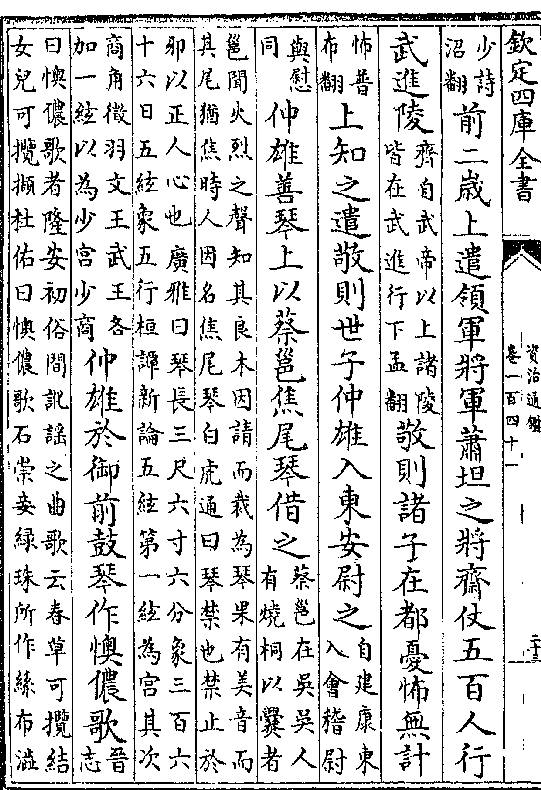 欽定四庫全書
資治通鑑
卷一百四十一
少詩
沼翻
前二歳上遣領軍將軍蕭坦之將齋仗五百人行
武進陵
齊自武帝以上諸陵
皆在武進行下孟翻
敬則諸子在都憂怖無計
怖普
布翻
上知之遣敬則世子仲雄入東安尉之
自建康東
入會稽尉
與慰
同
仲雄善琴上以蔡邕焦尾琴借之
蔡邕在吳吳人
有燒桐以爨者
邕聞火烈之聲知其良木因請而裁為琴果有美音而
其尾猶焦時人因名焦尾琴白虎通曰琴禁也禁止於
邪以正人心也廣雅曰琴長三尺六寸六分象三百六
十六日五絃象五行桓譚新論五絃第一絃為宮其次
商角徵羽文王武王各
加一絃以為少宮少商
仲雄於御前鼓琴作懊儂歌
晉
志
曰懊儂歌者隆安初俗間訛謠之曲歌云春草可攬結
女兒可攬擷杜佑曰懊儂歌石崇妾緑珠所作絲布澁